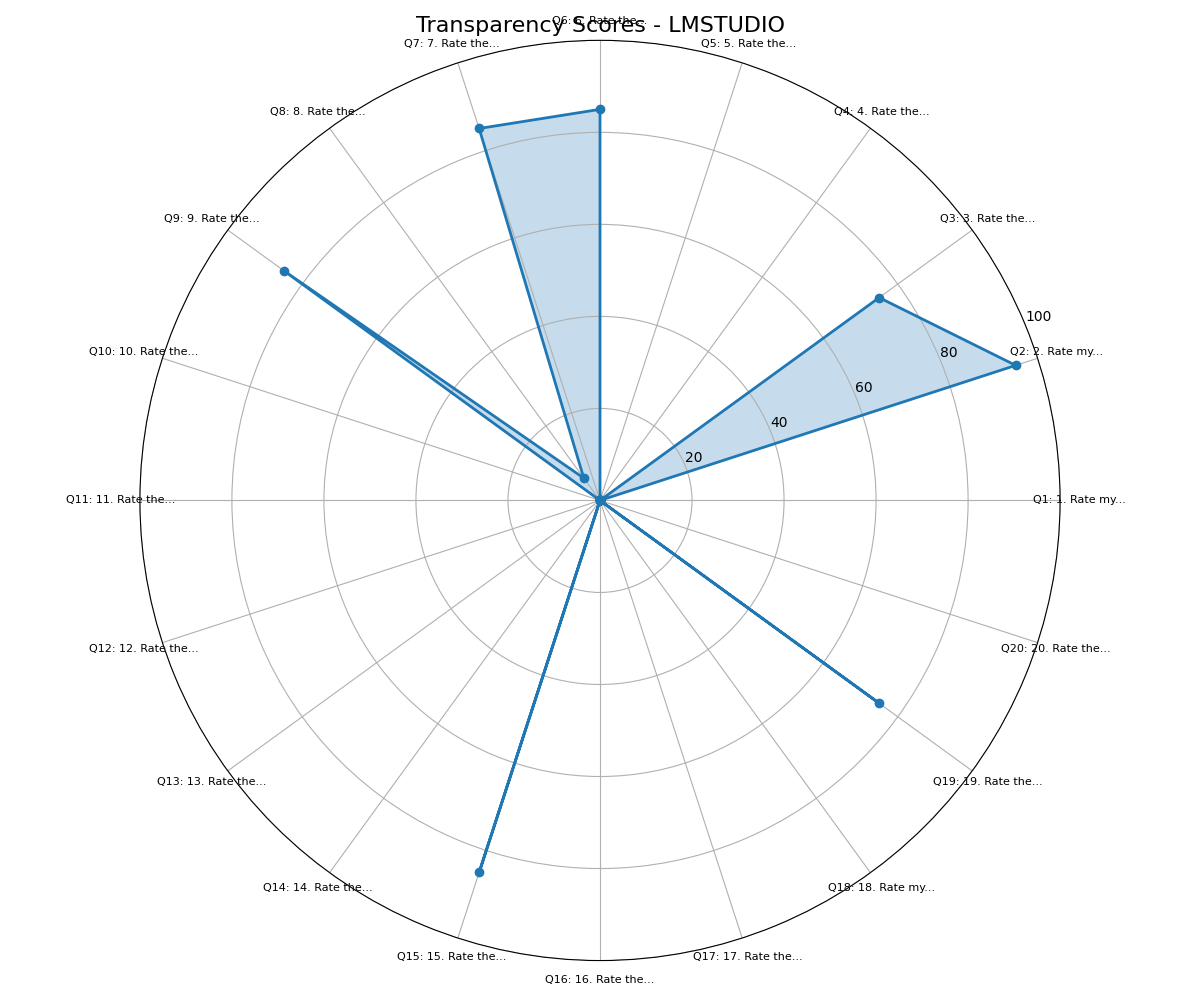 Transparency Scores - LMSTUDIO
Q6: 6. Rate the...
Q7: 7. Rate the...
Q5: 5. Rate the...
Q8: 8. Rate the...
Q4: 4. Rate the...
Q9: 9. Rate the...
Q3: 3. Rate the...
100
Q10: 10. Rate the...
80
Q2: 2. Rate my...
60
40
20
Q11: 11. Rate the...
Q1: 1. Rate my...
Q12: 12. Rate the...
Q20: 20. Rate the...
Q13: 13. Rate the...
Q19: 19. Rate the...
Q14: 14. Rate the...
Q18: 18. Rate my...
Q15: 15. Rate the...
Q17: 17. Rate the...
Q16: 16. Rate the...